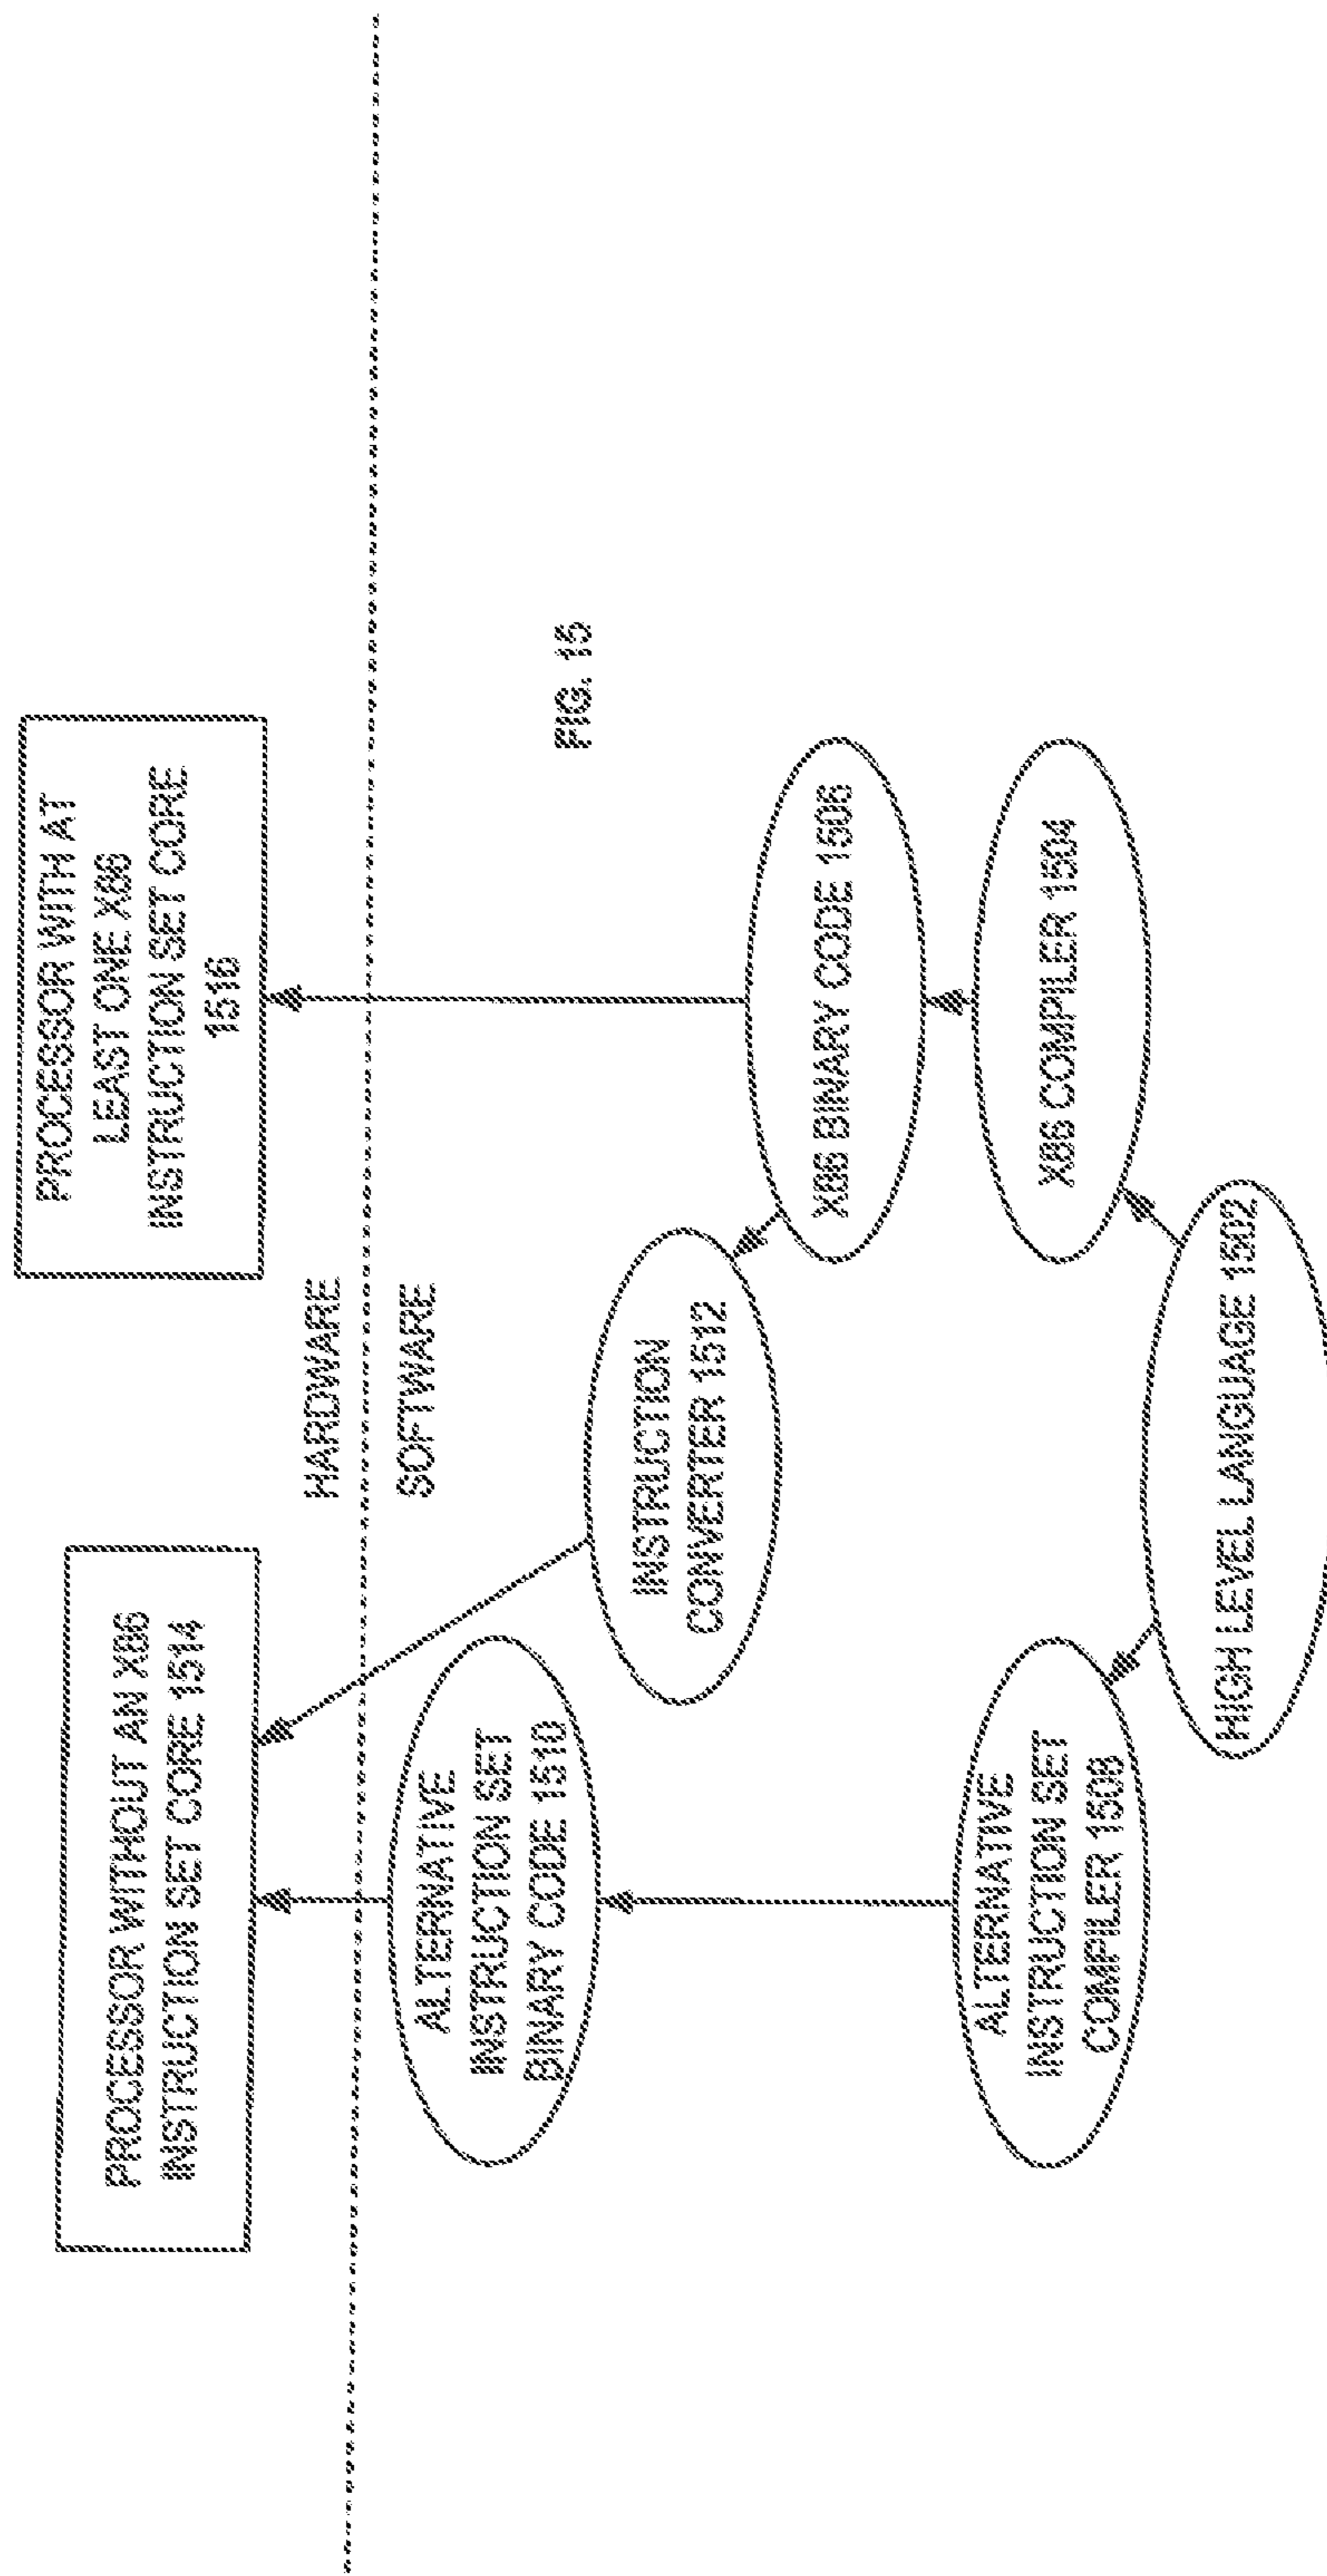 PROCESSOR WITHOUT AN X86
INSTRUCTION SET CORE 1514
PROCESSOR WITH AT
LEAST ONE X86
INSTRUCTION SET CORE
1516
HARDWARE
SOFTWARE
ALTERNATIVE
INSTRUCTION SET
BINARY CODE 1510
INSTRUCTION
CONVERTER 1512
FIG. 15
X86 BINARY CODE 1506
ALTERNATIVE
INSTRUCTION SET
COMPILER 1508
X86 COMPILER 1504
HIGH LEVEL LANGUAGE 1502